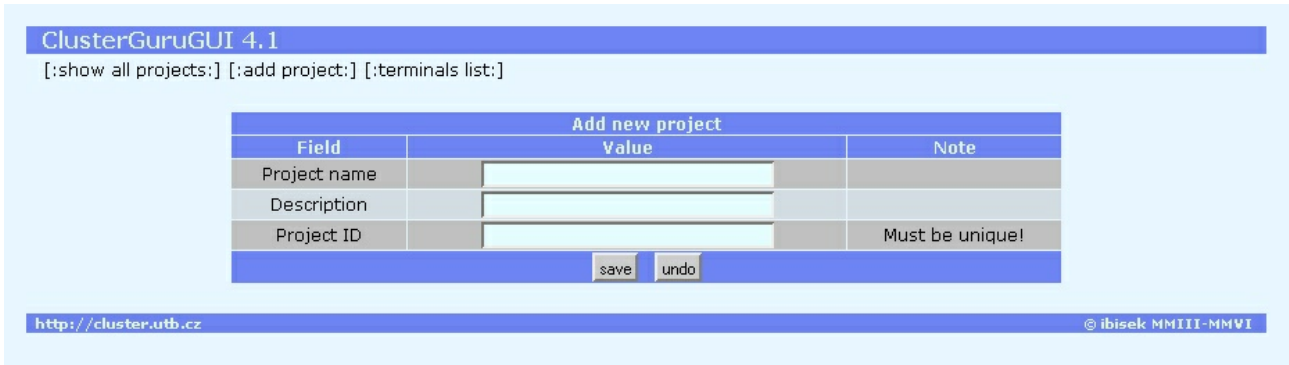 ClusterGuruGUI 4.1
[:show all projects:] [:add project:] [:terminals list:]
Add new project
Field Value Note
Project name
Description
Project ID Must be unique!
save undo
http://cluster.utb.cz © ibisek MMIII-MMVI